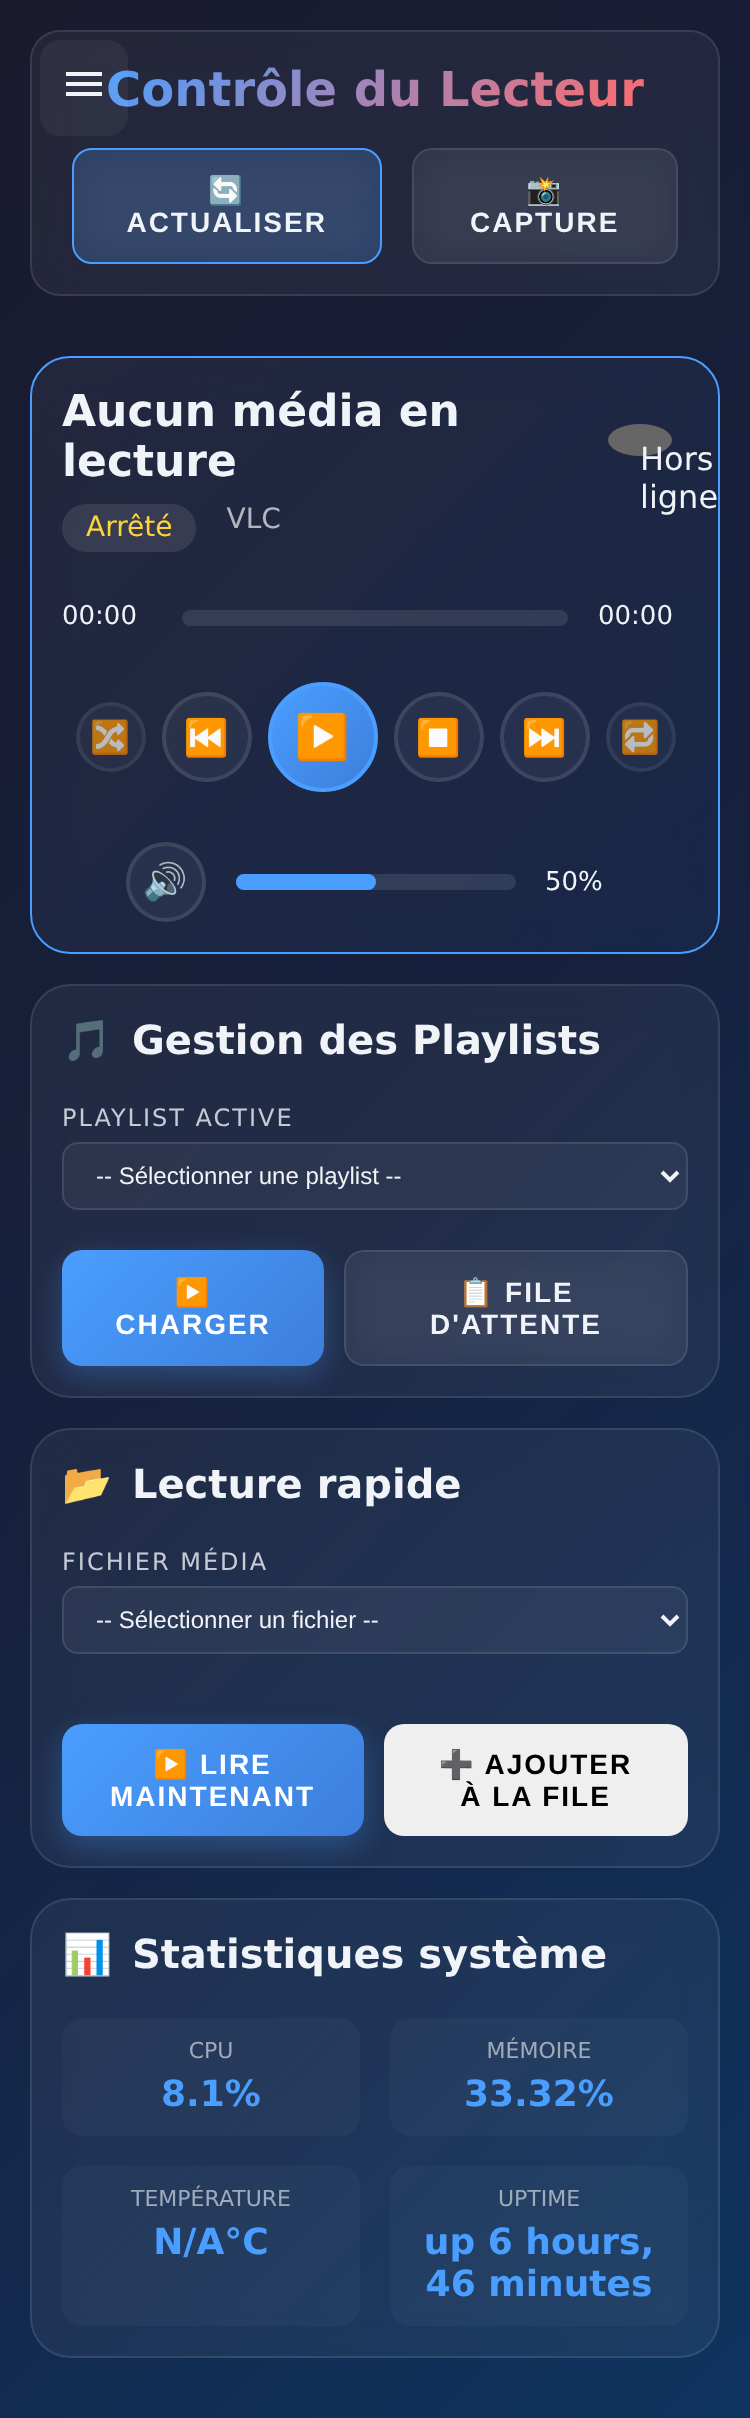 Contrôle du Lecteur
🔄
ACTUALISER
📸
CAPTURE
Aucun média en
lecture
Hors
ligne
Arrêté
VLC
00:00
00:00
50%
Gestion des Playlists
PLAYLIST ACTIVE
-- Sélectionner une playlist --
▶️
CHARGER
📋 FILE
D'ATTENTE
Lecture rapide
FICHIER MÉDIA
-- Sélectionner un fichier --
▶️ LIRE
MAINTENANT
➕ AJOUTER
À LA FILE
Statistiques système
CPU
8.1%
MÉMOIRE
33.32%
TEMPÉRATURE
N/A°C
UPTIME
up 6 hours,
46 minutes